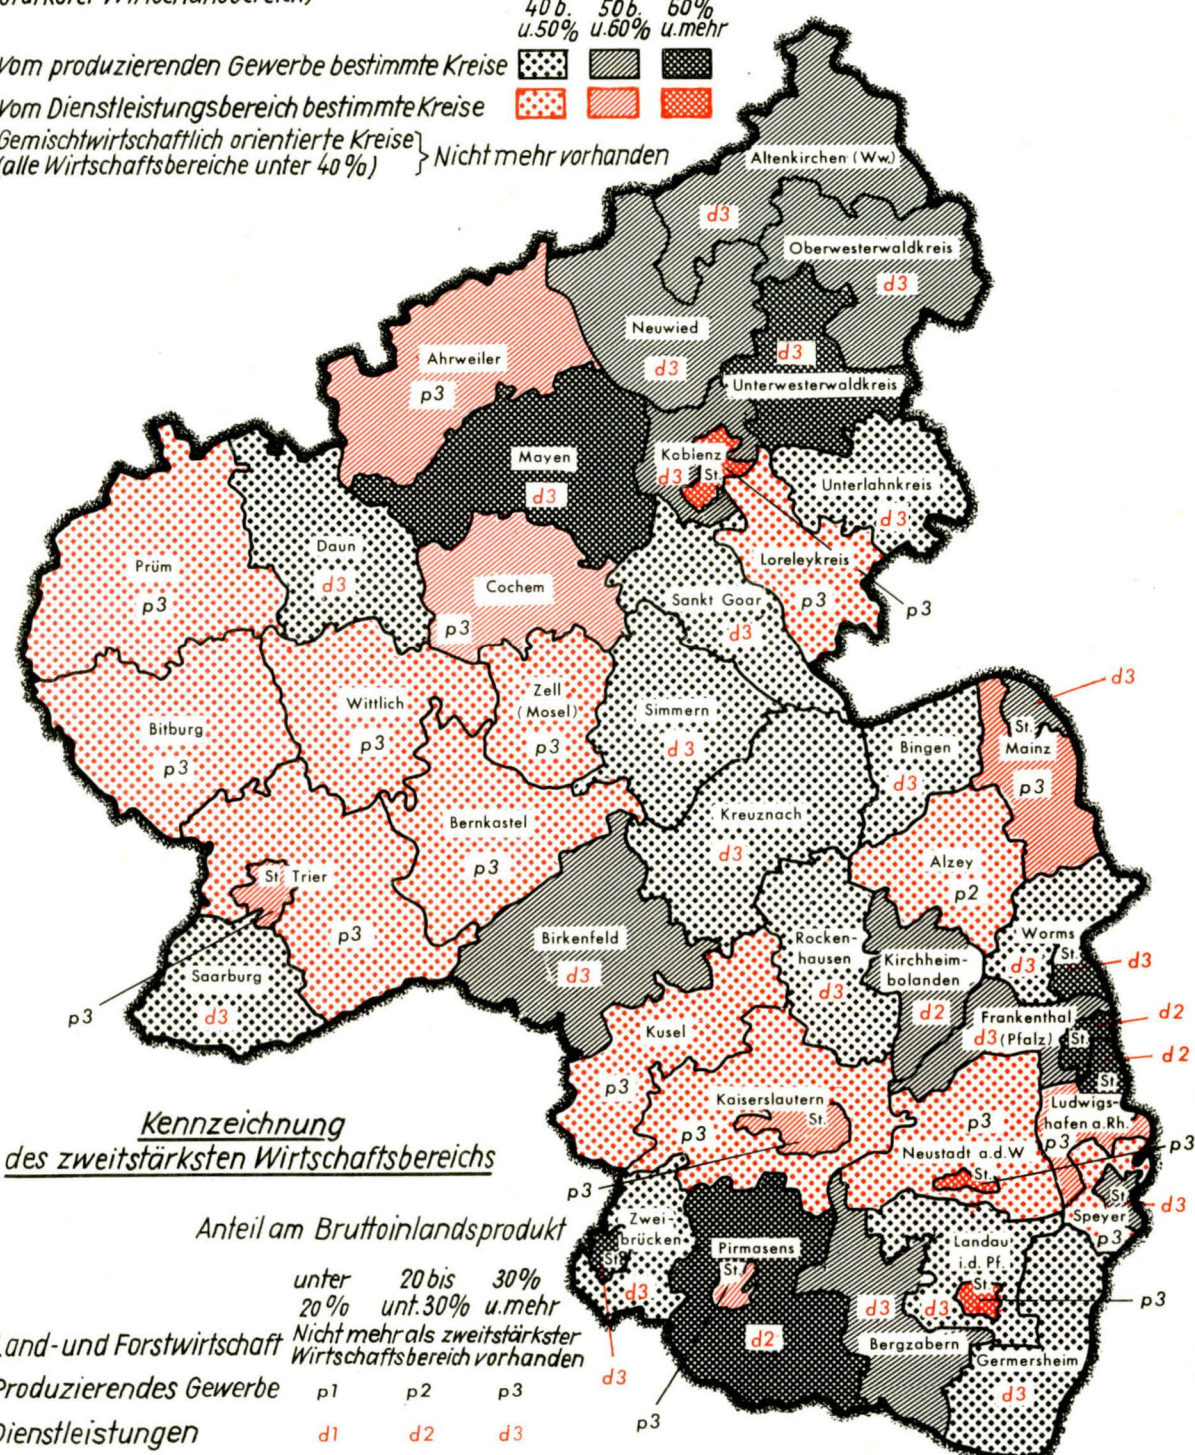 40 b. 50 b. 60%
u.50% u.60% u.mehr
Vom produzierenden Gewerbe bestimmte Kreise
Vom Dienstleistungsbereich bestimmte Kreise
Gemischtwirtschaftlich orientierte Kreise
(alle Wirtschaftsbereiche unter 40%) } Nicht mehr vorhanden
Altenkirchen (Ww.)
d3
Oberwesterwaldkreis
d3
Neuwied
d3
d3
Unterwesterwaldkreis
Ahrweiler
p3
Mayen
d3
Koblenz
d3 St.
Unterlahnkreis
d3
Loreleykreis
p3
p3
Daun
d3
Prüm
p3
Cochem
p3
Sankt Goar
d3
Bitburg
p3
Wittlich
p3
Zell
(Mosel)
p3
Simmern
d3
Bingen
d3
d3
St.
Mainz
p3
Bernkastel
p3
Kreuznach
d3
Alzey
p2
St. Trier
p3
p3
Saarburg
d3
Birkenfeld
d3
Rocken-
hausen
d3
Kirchheim-
bolanden
d2
Worms
d3 St.
d3
Frankenthal
d3 (Pfalz) St.
d2
d2
St.
Kusel
p3
Kaiserslautern
St.
p3
p3
p3
Neustadt a.d.W
St.
Ludwigs-
hafen a.Rh.
p3
p3
St.
d3
Speyer
p3
Zwei-
brücken
St.
d3
d3
Pirmasens
St.
d2
p3
Landau
i.d. Pf.
St.
d3
p3
d3
Bergzabern
Germersheim
d3
Kennzeichnung
des zweitstärksten Wirtschaftsbereichs
Anteil am Bruttoinlandsprodukt
unter 20 bis 30%
20% unt.30% u.mehr
Land- und Forstwirtschaft Nicht mehr als zweitstärkster
Wirtschaftsbereich vorhanden
Produzierendes Gewerbe p1 p2 p3
Dienstleistungen d1 d2 d3